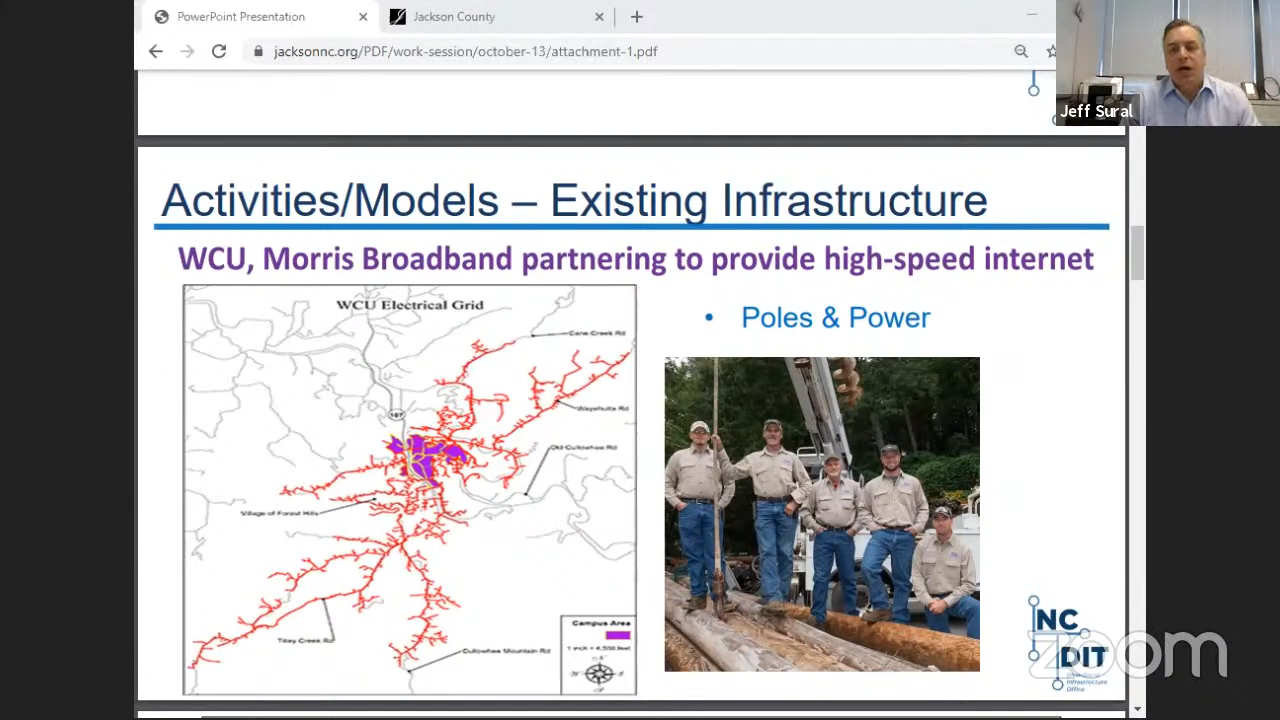 PowerPoint Presentation
Jackson County
jacksonnc.org/PDF/work-session/october-13/attachment-1.pdf
Jeff Sural
Activities/Models – Existing Infrastructure
WCU, Morris Broadband partnering to provide high-speed internet
WCU Electrical Grid
• Poles & Power
Cane Creek Rd
107
Wayehutta Rd
Old Cullowhee Rd
Village of Forest Hills
Tilley Creek Rd
Cullowhee Mountain Rd
Campus Area
NC
DIT
Infrastructure
Office
zoom